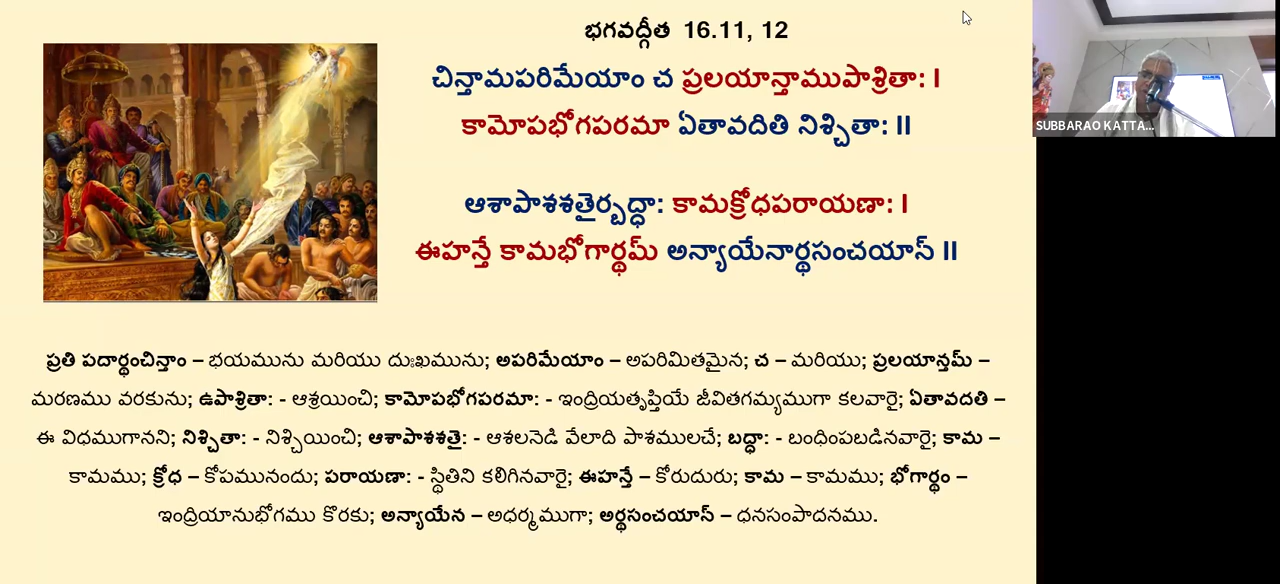 భగవద్గీత 16.11, 12
చిన్తామపరిమేయాం చ ప్రలయాన్తాముపాశ్రితా: I
కామోపభోగపరమా ఏతావదితి నిశ్చితా: II
ఆశాపాశశతైర్బద్ధా: కామక్రోధపరాయణా: I
ఈహన్తే కామభోగార్థమ్ అన్యాయేనార్థసంచయాన్ II
ప్రతి పదార్థంచిన్తాం – భయమును మరియు దుఃఖమును; అపరిమేయాం – అపరిమితమైన; చ – మరియు; ప్రలయాన్తమ్ –
మరణము వరకును; ఉపాశ్రితా: - ఆశ్రయించి; కామోపభోగపరమా: - ఇంద్రియతృప్తియే జీవితగమ్యముగా కలవారై; ఏతావదతి –
ఈ విధముగానని; నిశ్చితా: - నిశ్చయించి; ఆశాపాశశతై: - ఆశలనెడి వేలాది పాశములచే; బద్ధా: - బంధింపబడినవారై; కామ –
కామము; క్రోధ – కోపమునందు; పరాయణా: - స్థితిని కలిగినవారై; ఈహన్తే – కోరుదురు; కామ – కామము; భోగార్థం –
ఇంద్రియానుభోగము కొరకు; అన్యాయేన – అధర్మముగా; అర్థసంచయాన్ – ధనసంపాదనము.
SUBBARAO KATTA...